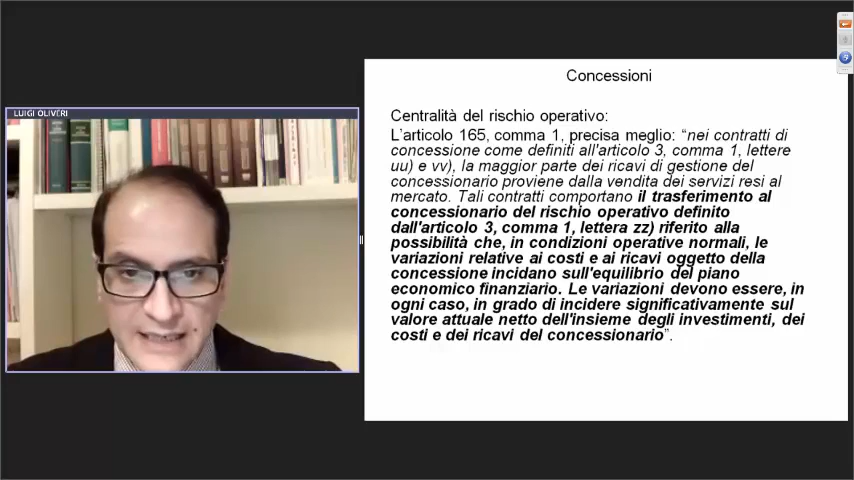 LUIGI OLIVERI
Concessioni
Centralità del rischio operativo:
L'articolo 165, comma 1, precisa meglio: “nei contratti di
concessione come definiti all'articolo 3, comma 1, lettere
uu) e vv), la maggior parte dei ricavi di gestione del
concessionario proviene dalla vendita dei servizi resi al
mercato. Tali contratti comportano il trasferimento al
concessionario del rischio operativo definito
dall'articolo 3, comma 1, lettera zz) riferito alla
possibilità che, in condizioni operative normali, le
variazioni relative ai costi e ai ricavi oggetto della
concessione incidano sull'equilibrio del piano
economico finanziario. Le variazioni devono essere, in
ogni caso, in grado di incidere significativamente sul
valore attuale netto dell'insieme degli investimenti, dei
costi e dei ricavi del concessionario”.